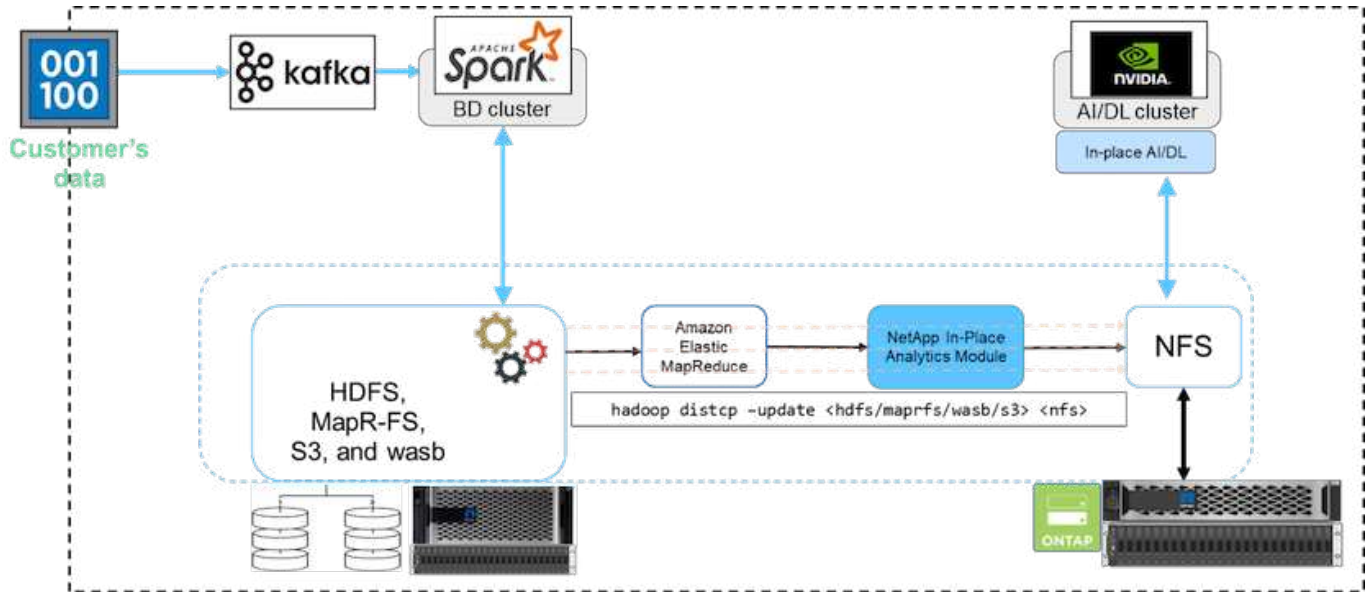 001
100
Customer's
data
kafka
APACHE
Spark
BD cluster
NVIDIA.
AI/DL cluster
In-place AI/DL
HDFS,
MapR-FS,
S3, and wasb
Amazon
Elastic
MapReduce
NetApp In-Place
Analytics Module
NFS
hadoop distcp –update <hdfs/maprfs/wasb/s3> <nfs>
ONTAP